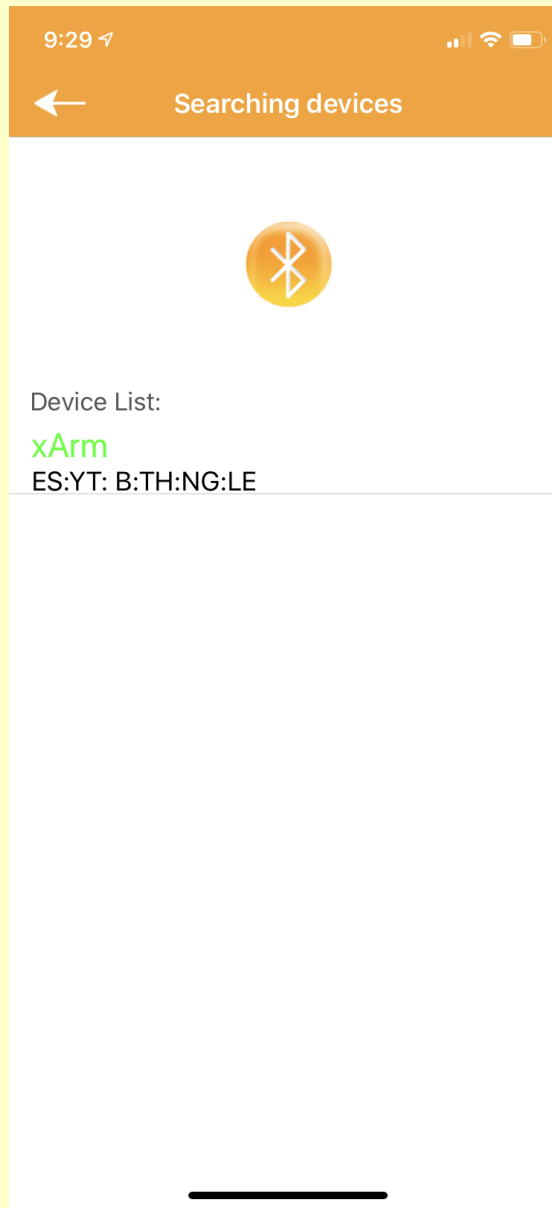 9:29
Searching devices
Device List:
xArm
ES:YT: B:TH:NG:LE